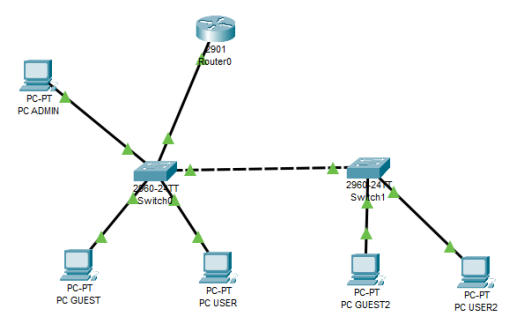 2901
Router0
PC-PT
PC ADMIN
2960-24TT
Switch0
2960-24TT
Switch1
PC-PT
PC GUEST
PC-PT
PC USER
PC-PT
PC GUEST2
PC-PT
PC USER2